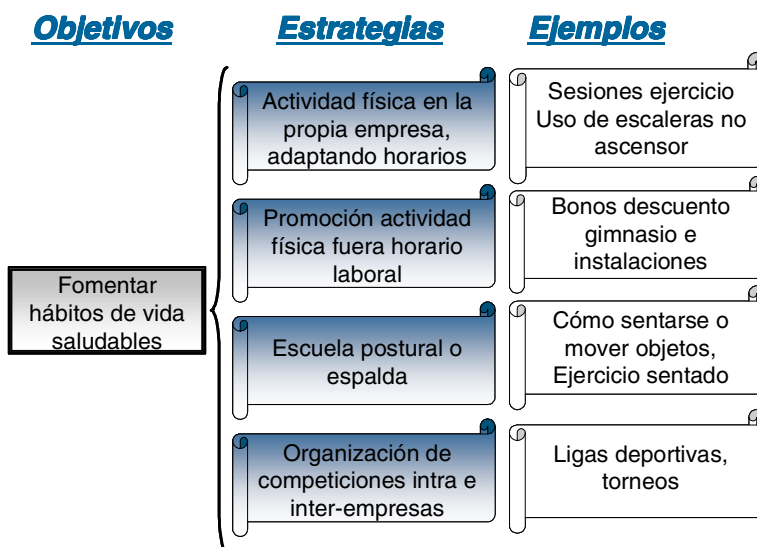 Objetivos
Estrategias
Ejemplos
Fomentar
hábitos de vida
saludables
Actividad física en la
propia empresa,
adaptando horarios
Sesiones ejercicio
Uso de escaleras no
ascensor
Promoción actividad
física fuera horario
laboral
Bonos descuento
gimnasio e
instalaciones
Escuela postural o
espalda
Cómo sentarse o
mover objetos,
Ejercicio sentado
Organización de
competiciones intra e
inter-empresas
Ligas deportivas,
torneos